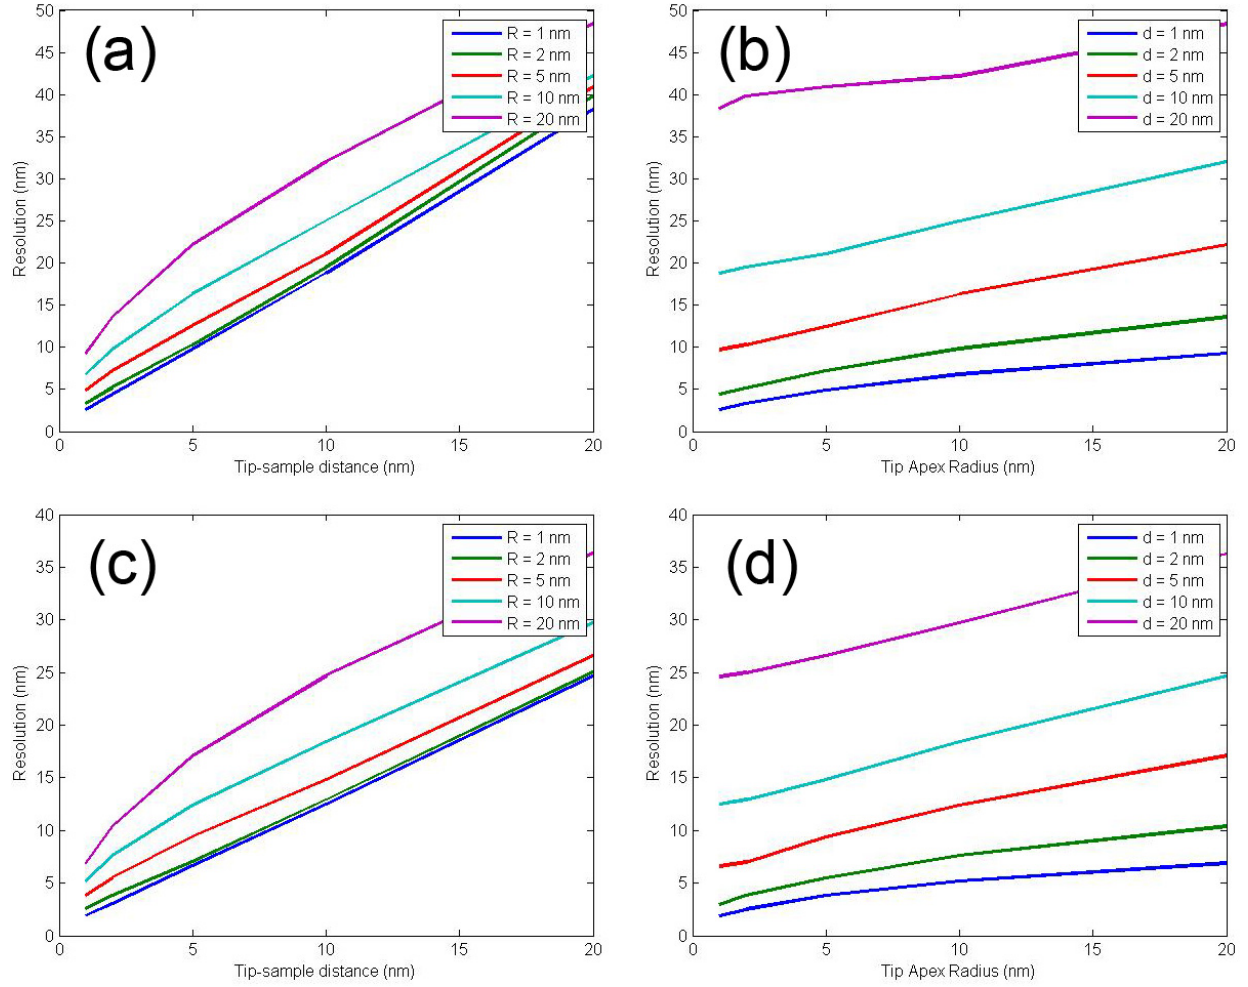 (a)
R = 1 nm
R = 2 nm
R = 5 nm
R = 10 nm
R = 20 nm
50
45
40
35
30
25
20
15
10
5
0
Resolution (nm)
0 5 10 15 20
Tip-sample distance (nm)
(b)
d = 1 nm
d = 2 nm
d = 5 nm
d = 10 nm
d = 20 nm
50
45
40
35
30
25
20
15
10
5
0
Resolution (nm)
0 5 10 15 20
Tip Apex Radius (nm)
(c)
R = 1 nm
R = 2 nm
R = 5 nm
R = 10 nm
R = 20 nm
40
35
30
25
20
15
10
5
0
Resolution (nm)
0 5 10 15 20
Tip-sample distance (nm)
(d)
d = 1 nm
d = 2 nm
d = 5 nm
d = 10 nm
d = 20 nm
40
35
30
25
20
15
10
5
0
Resolution (nm)
0 5 10 15 20
Tip Apex Radius (nm)